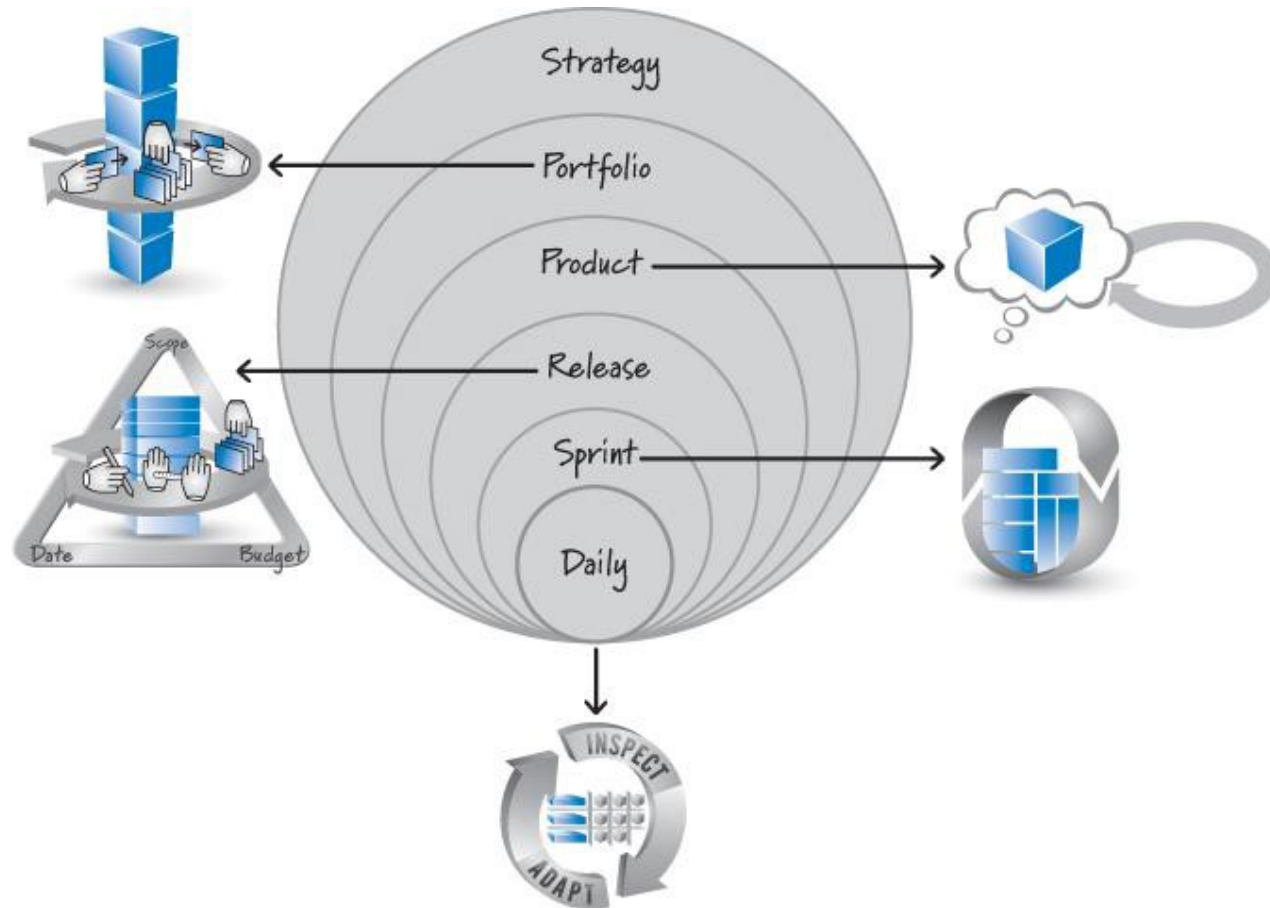 Strategy
Portfolio
Product
Scope
Release
Sprint
Date
Budget
Daily
INSPECT
ADAPT